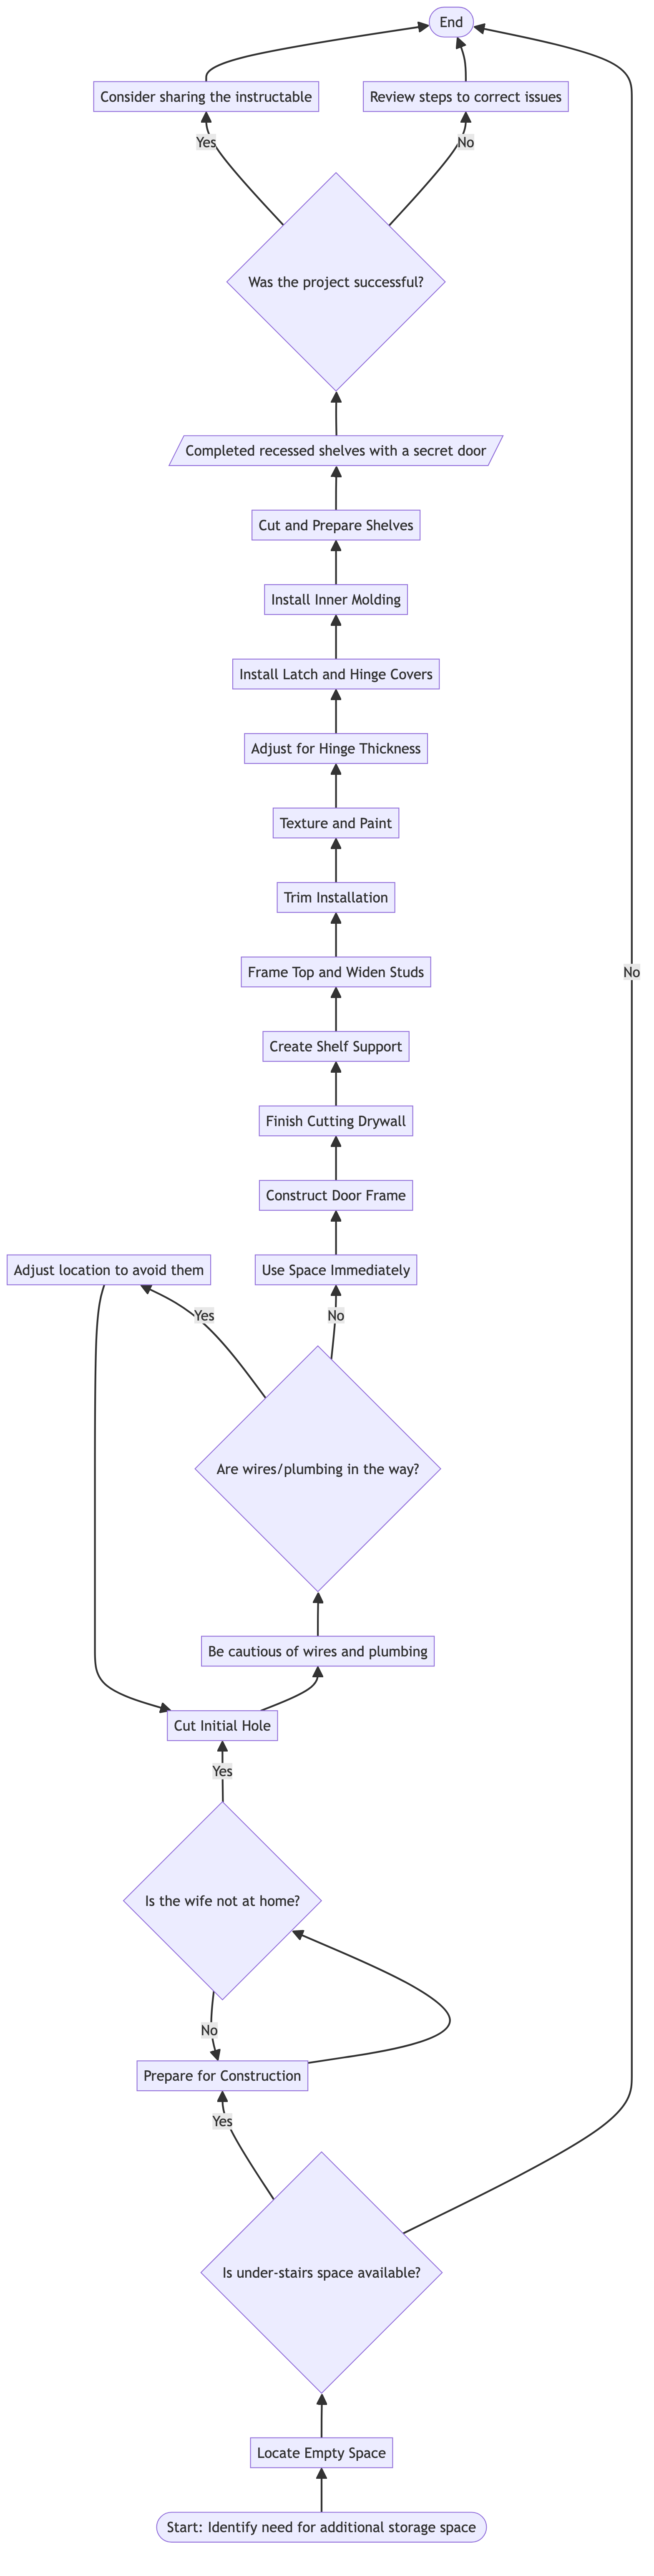 End
Consider sharing the instructable
Review steps to correct issues
Yes
No
Was the project successful?
Completed recessed shelves with a secret door
Cut and Prepare Shelves
Install Inner Molding
Install Latch and Hinge Covers
Adjust for Hinge Thickness
Texture and Paint
Trim Installation
Frame Top and Widen Studs
No
Create Shelf Support
Finish Cutting Drywall
Construct Door Frame
Adjust location to avoid them
Use Space Immediately
Yes
No
Are wires/plumbing in the way?
Be cautious of wires and plumbing
Cut Initial Hole
Yes
Is the wife not at home?
No
Prepare for Construction
Yes
Is under-stairs space available?
Locate Empty Space
Start: Identify need for additional storage space